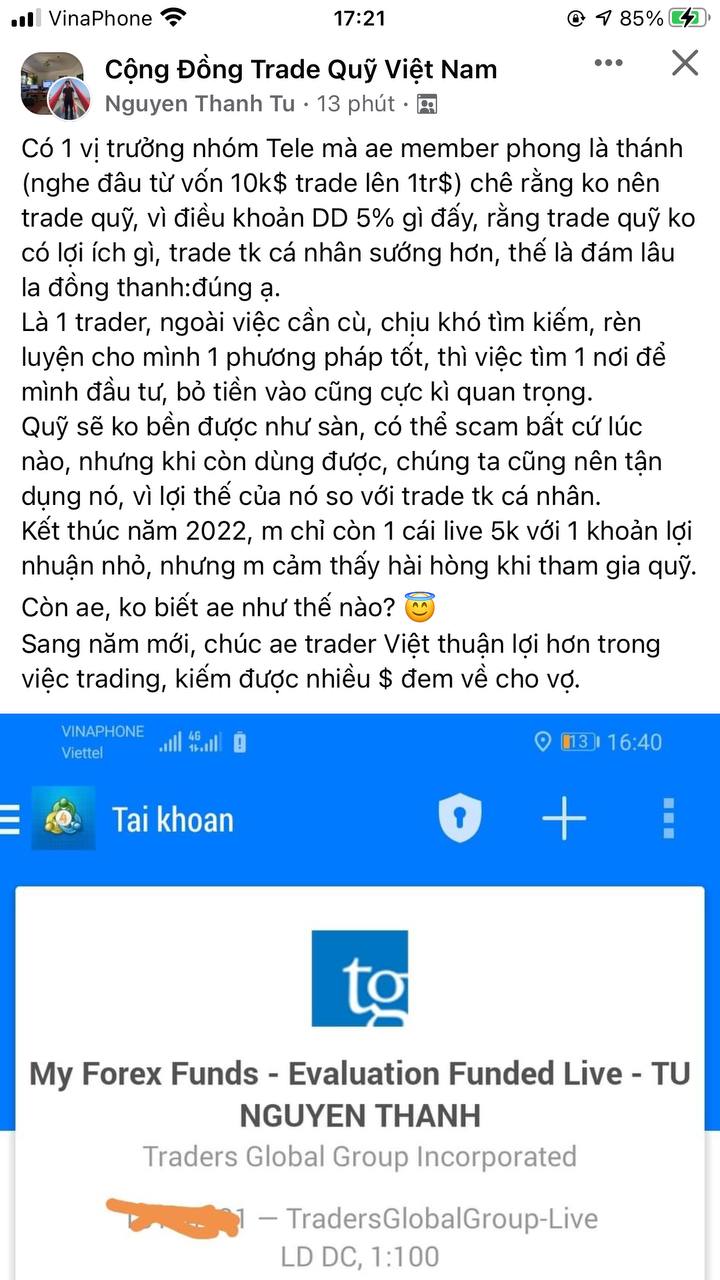 VinaPhone 17:21 85%
Cộng Đồng Trade Quỹ Việt Nam
Nguyen Thanh Tu · 13 phút ·
Có 1 vị trưởng nhóm Tele mà ae member phong là thánh
(nghe đâu từ vốn 10k$ trade lên 1tr$) chê rằng ko nên
trade quỹ, vì điều khoản DD 5% gì đấy, rằng trade quỹ ko
có lợi ích gì, trade tk cá nhân sướng hơn, thế là đám lâu
la đồng thanh:đúng ạ.
Là 1 trader, ngoài việc cần cù, chịu khó tìm kiếm, rèn
luyện cho mình 1 phương pháp tốt, thì việc tìm 1 nơi để
mình đầu tư, bỏ tiền vào cũng cực kì quan trọng.
Quỹ sẽ ko bền được như sàn, có thể scam bất cứ lúc
nào, nhưng khi còn dùng được, chúng ta cũng nên tận
dụng nó, vì lợi thế của nó so với trade tk cá nhân.
Kết thúc năm 2022, m chỉ còn 1 cái live 5k với 1 khoản lợi
nhuận nhỏ, nhưng m cảm thấy hài hòng khi tham gia quỹ.
Còn ae, ko biết ae như thế nào? 😇
Sang năm mới, chúc ae trader Việt thuận lợi hơn trong
việc trading, kiếm được nhiều $ đem về cho vợ.
VINAPHONE
Viettel 4G 13 16:40
4 Tai khoan
tg
My Forex Funds - Evaluation Funded Live - TU
NGUYEN THANH
Traders Global Group Incorporated
1 — TradersGlobalGroup-Live
LD DC, 1:100